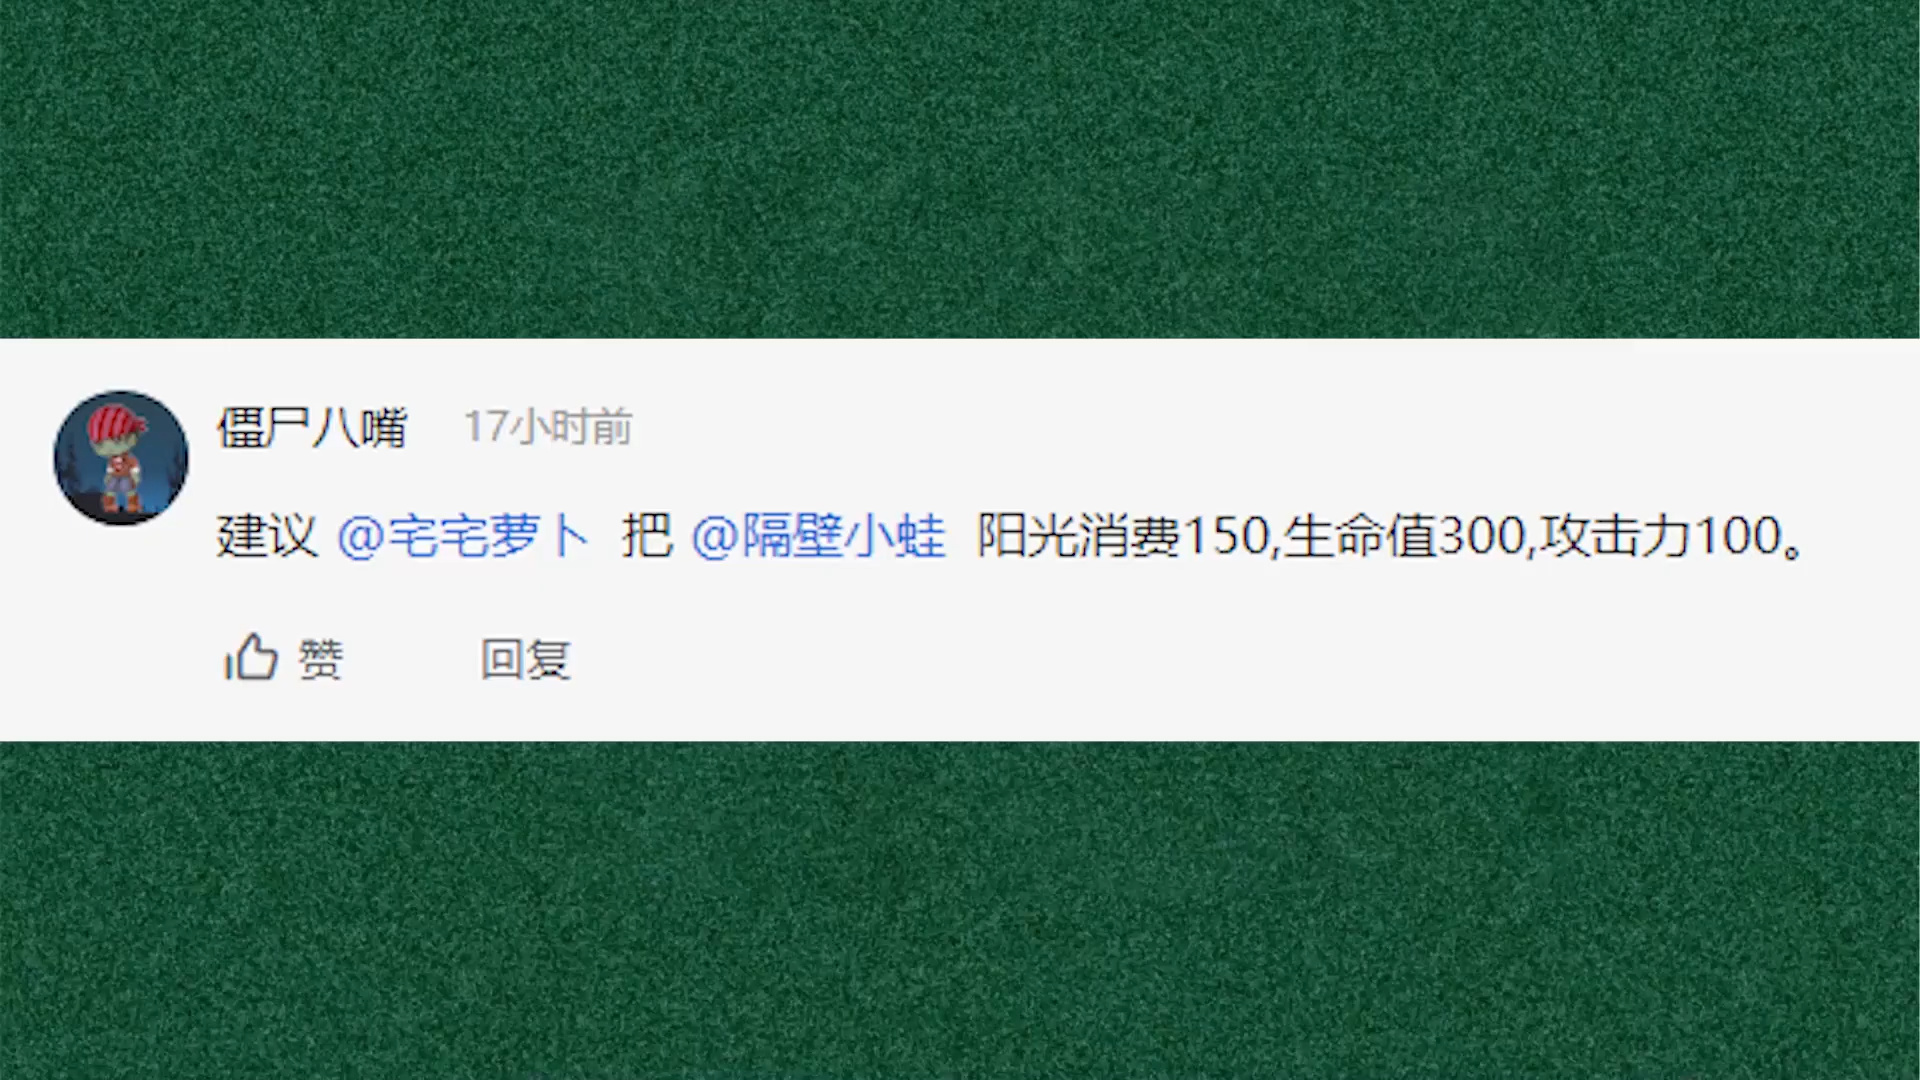 僵尸八嘴 17小时前
建议 @宅宅萝卜 把 @隔壁小蛙 阳光消费150,生命值300,攻击力100。
赞 回复